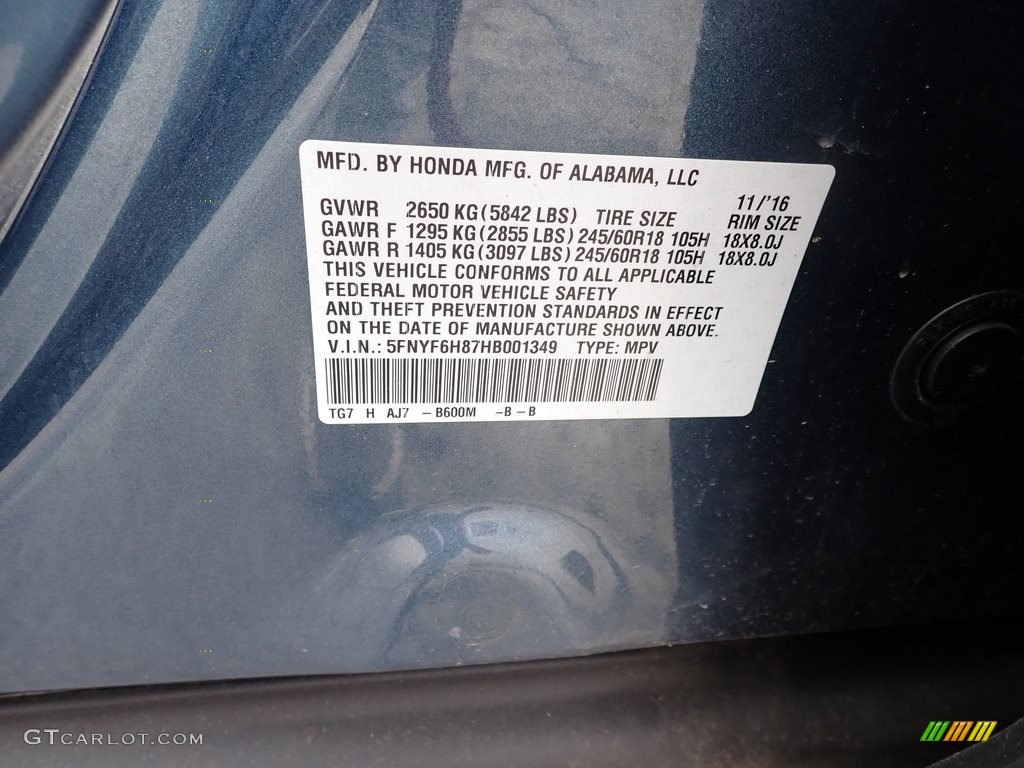 MFD. BY HONDA MFG. OF ALABAMA, LLC
11/'16
GVWR 2650 KG(5842 LBS) TIRE SIZE RIM SIZE
GAWR F 1295 KG(2855 LBS) 245/60R18 105H 18X8.0J
GAWR R 1405 KG(3097 LBS) 245/60R18 105H 18X8.0J
THIS VEHICLE CONFORMS TO ALL APPLICABLE
FEDERAL MOTOR VEHICLE SAFETY
AND THEFT PREVENTION STANDARDS IN EFFECT
ON THE DATE OF MANUFACTURE SHOWN ABOVE.
V.I.N.: 5FNYF6H87HB001349 TYPE: MPV
TG7 H AJ7 -B600M -B-B
GTCARLOT.COM